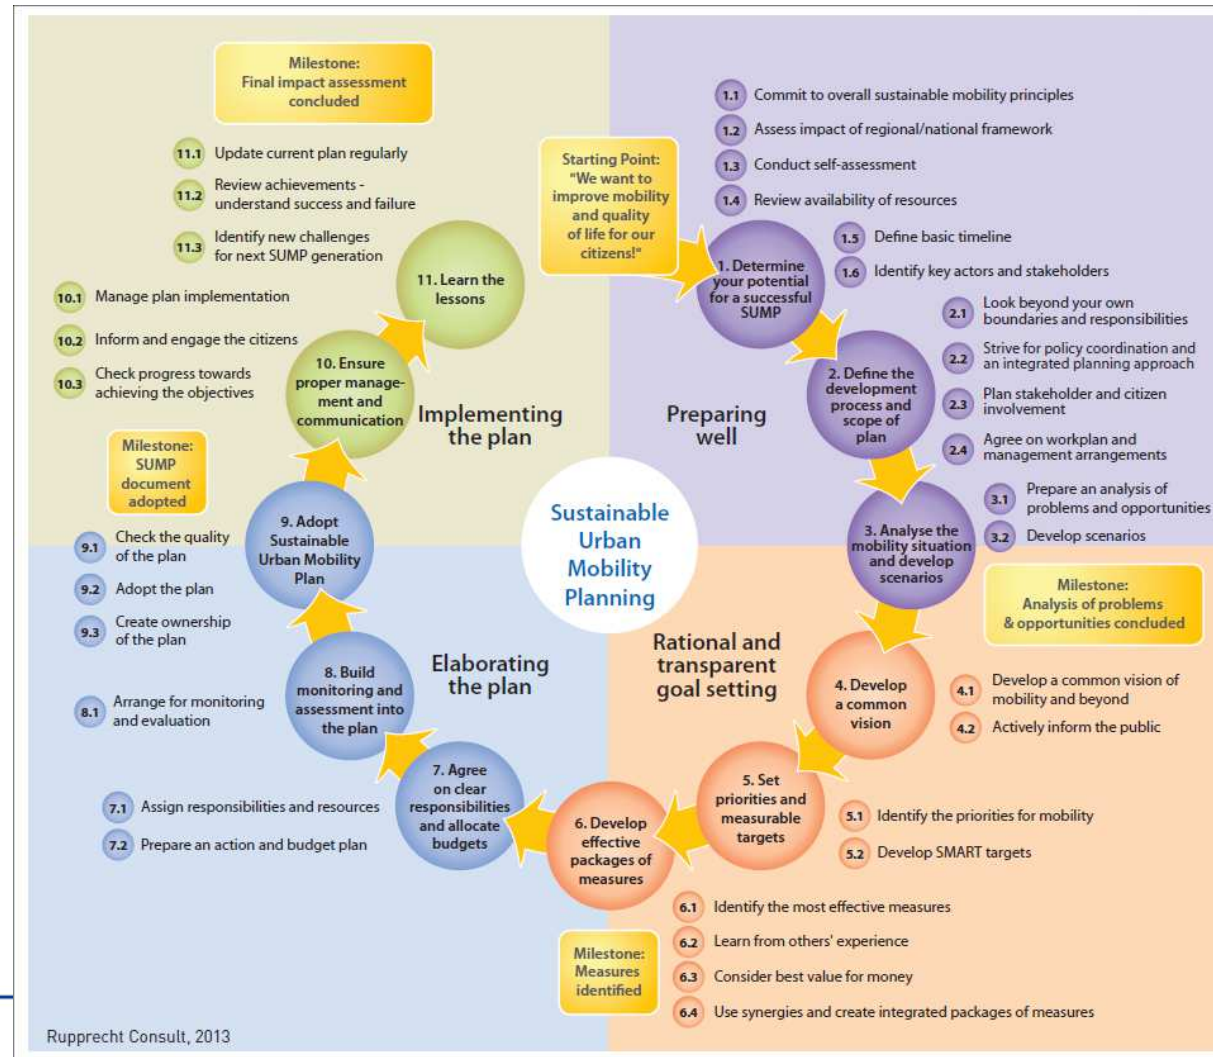 Milestone:
Final impact assessment
concluded
11.1 Update current plan regularly
11.2 Review achievements -
understand success and failure
11.3 Identify new challenges
for next SUMP generation
10.1 Manage plan implementation
10.2 Inform and engage the citizens
10.3 Check progress towards
achieving the objectives
Milestone:
SUMP
document
adopted
9.1 Check the quality
of the plan
9.2 Adopt the plan
9.3 Create ownership
of the plan
8.1 Arrange for monitoring
and evaluation
7.1 Assign responsibilities and resources
7.2 Prepare an action and budget plan
Starting Point:
"We want to
improve mobility
and quality
of life for our
citizens!"
1.1 Commit to overall sustainable mobility principles
1.2 Assess impact of regional/national framework
1.3 Conduct self-assessment
1.4 Review availability of resources
1.5 Define basic timeline
1.6 Identify key actors and stakeholders
1. Determine
your potential
for a successful
SUMP
2.1 Look beyond your own
boundaries and responsibilities
2.2 Strive for policy coordination and
an integrated planning approach
2.3 Plan stakeholder and citizen
involvement
2.4 Agree on workplan and
management arrangements
2. Define the
development
process and
scope of
plan
3.1 Prepare an analysis of
problems and opportunities
3.2 Develop scenarios
3. Analyse the
mobility situation
and develop
scenarios
Milestone:
Analysis of problems
& opportunities concluded
4. Develop
a common
vision
4.1 Develop a common vision of
mobility and beyond
4.2 Actively inform the public
5. Set
priorities and
measurable
targets
5.1 Identify the priorities for mobility
5.2 Develop SMART targets
6. Develop
effective
packages of
measures
6.1 Identify the most effective measures
6.2 Learn from others' experience
6.3 Consider best value for money
6.4 Use synergies and create integrated packages of measures
Milestone:
Measures
identified
7. Agree
on clear
responsibilities
and allocate
budgets
8. Build
monitoring and
assessment into
the plan
9. Adopt
Sustainable
Urban Mobility
Plan
10. Ensure
proper manage-
ment and
communication
11. Learn the
lessons
Implementing
the plan
Preparing
well
Sustainable
Urban
Mobility
Planning
Elaborating
the plan
Rational and
transparent
goal setting
Rupprecht Consult, 2013